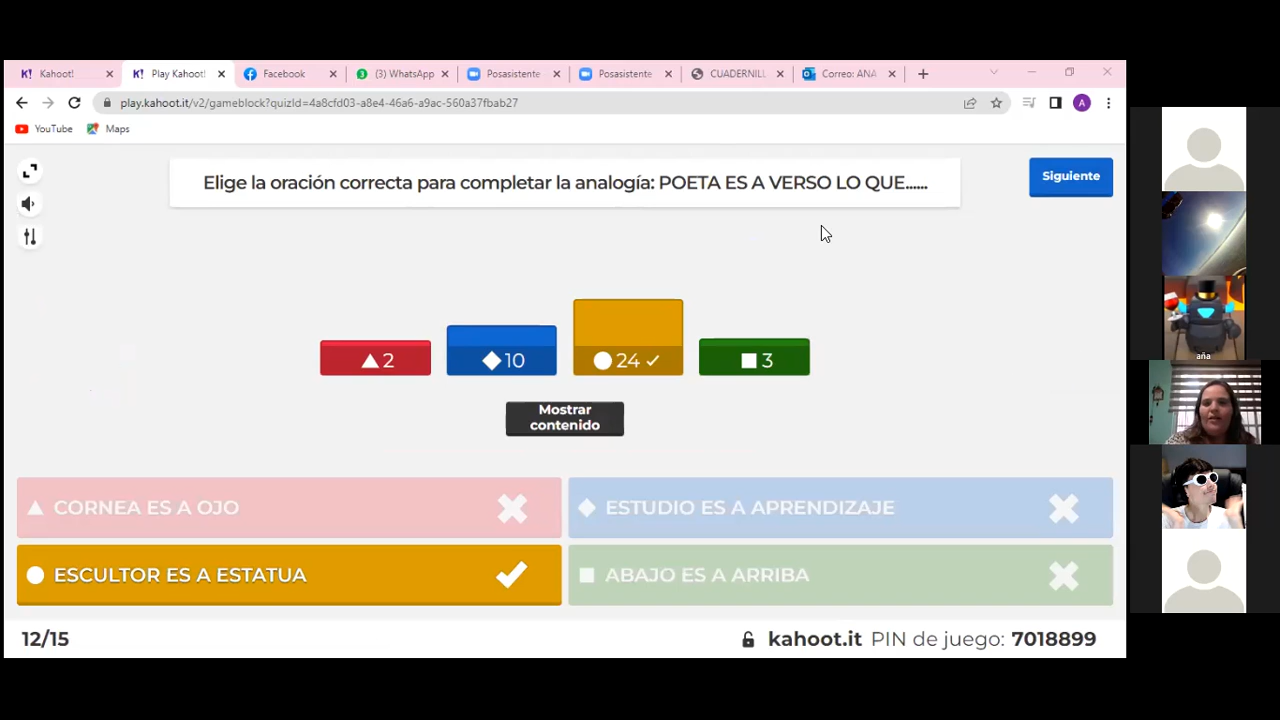 Kahoot!
Play Kahoot!
Facebook
(3) WhatsApp
Posasistente
Posasistente
CUADERNILL
Correo: ANA
play.kahoot.it/v2/gameblock?quizId=4a8cfd03-a8e4-46a6-a9ac-560a37fbab27
A
YouTube
Maps
Elige la oración correcta para completar la analogía: POETA ES A VERSO LO QUE......
Siguiente
2
10
24
3
Mostrar
contenido
CORNEA ES A OJO
ESTUDIO ES A APRENDIZAJE
ESCULTOR ES A ESTATUA
ABAJO ES A ARRIBA
12/15
kahoot.it PIN de juego: 7018899
aña